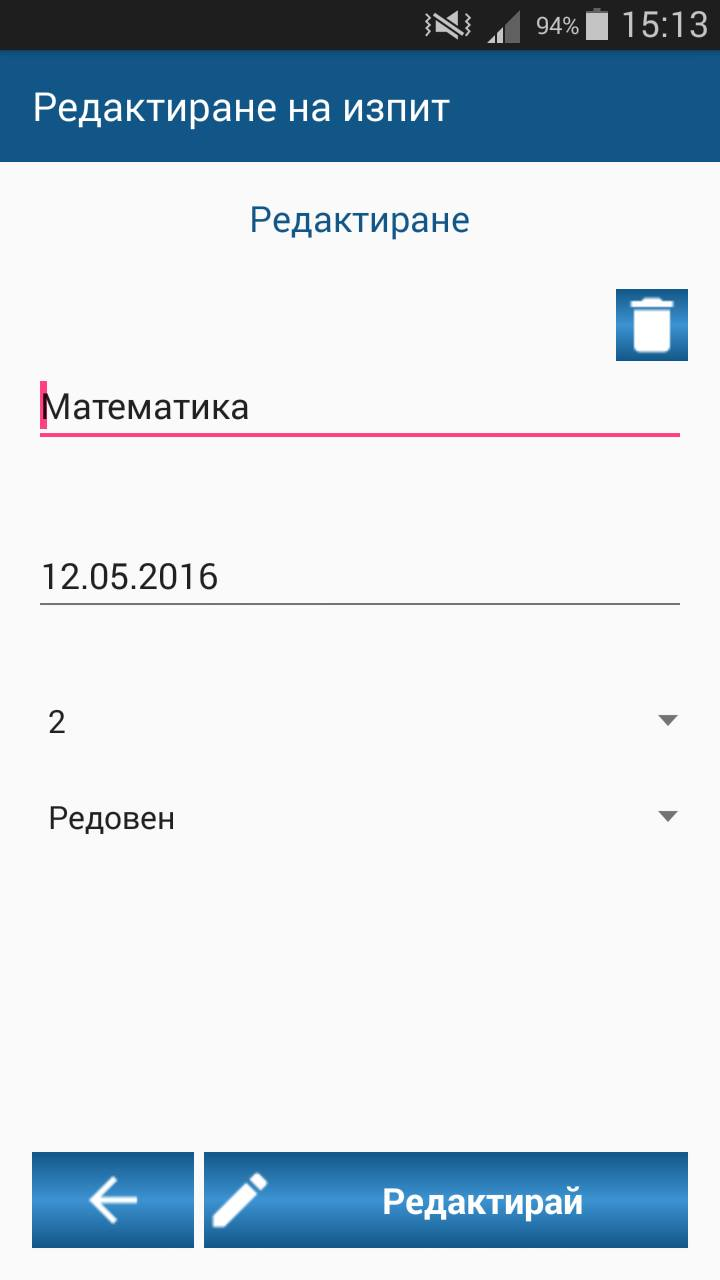 94% 15:13
Редактиране на изпит
Редактиране
Математика
12.05.2016
2
Редовен
Редактирай